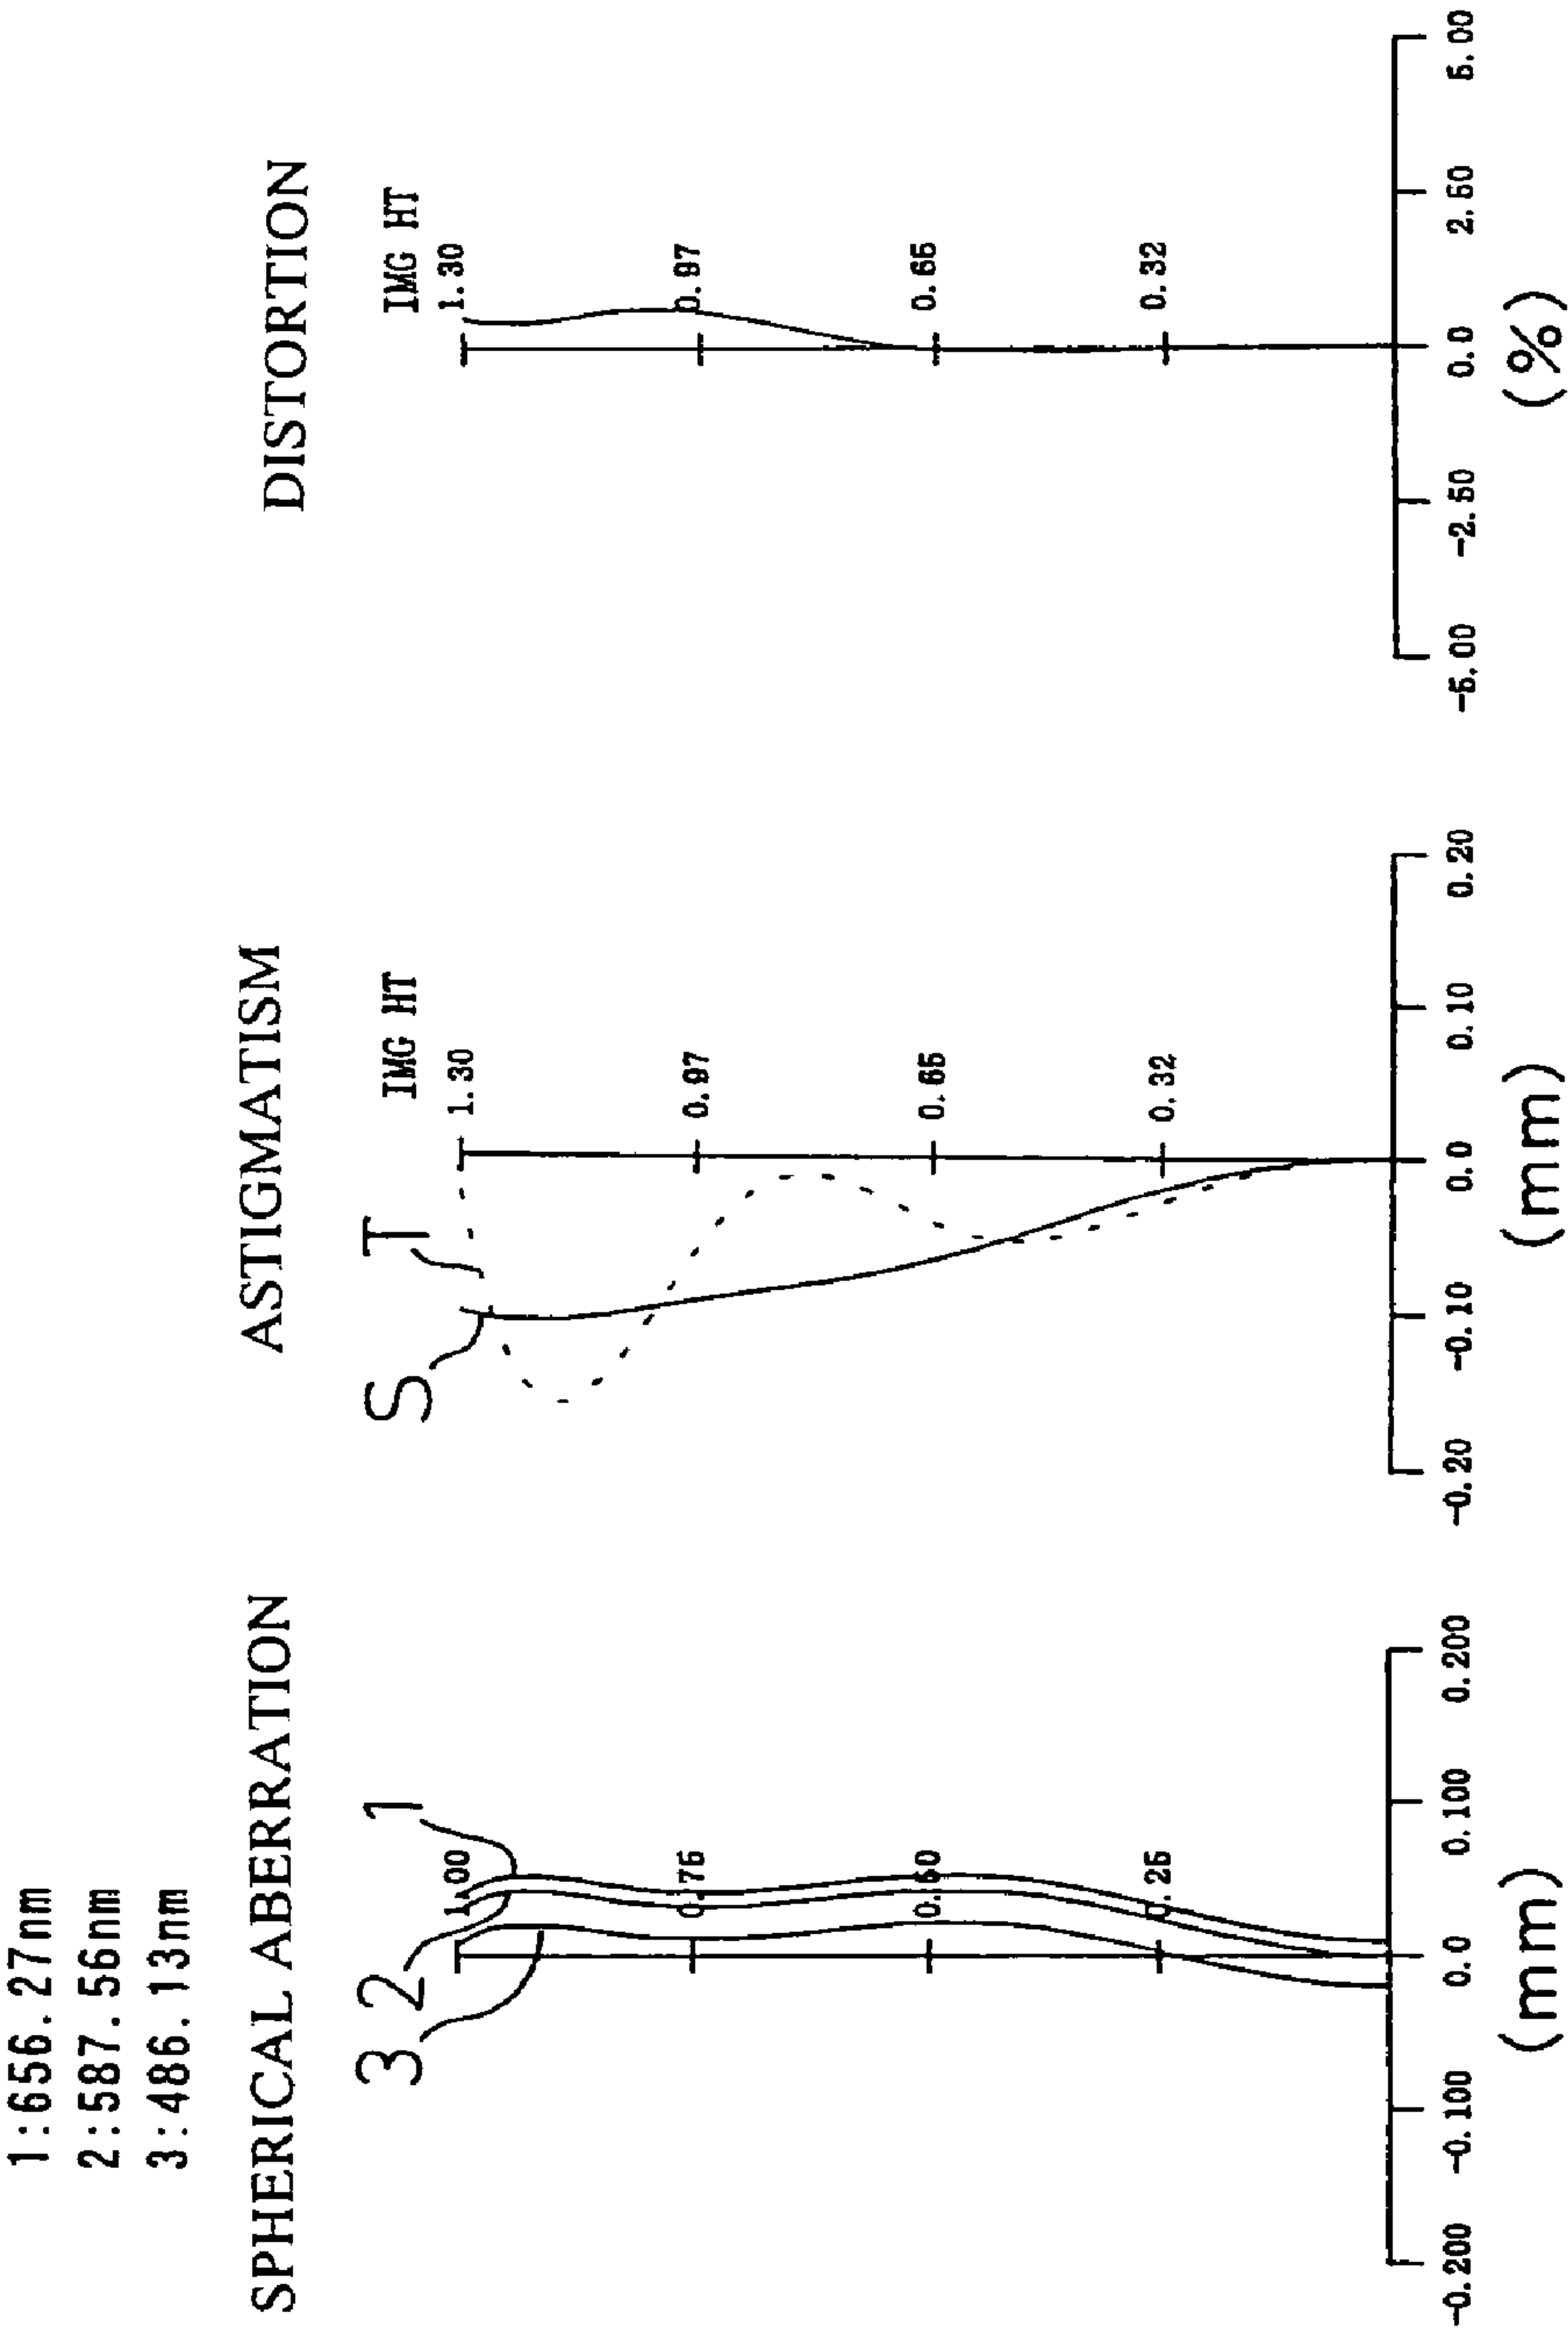 1:656.27nm
2:587.56nm
3:486.13nm
SPHERICAL ABERRATION
3
2
1
1.00
0.75
0.50
0.25
-0.200
-0.100
0.0
0.100
0.200
(mm)
ASTIGMATISM
S
T
IMG HT
1.30
0.97
0.65
0.32
-0.20
-0.10
0.0
0.10
0.20
(mm)
DISTORTION
IMG HT
1.30
0.97
0.65
0.32
-5.00
-2.50
0.0
2.50
5.00
(%)